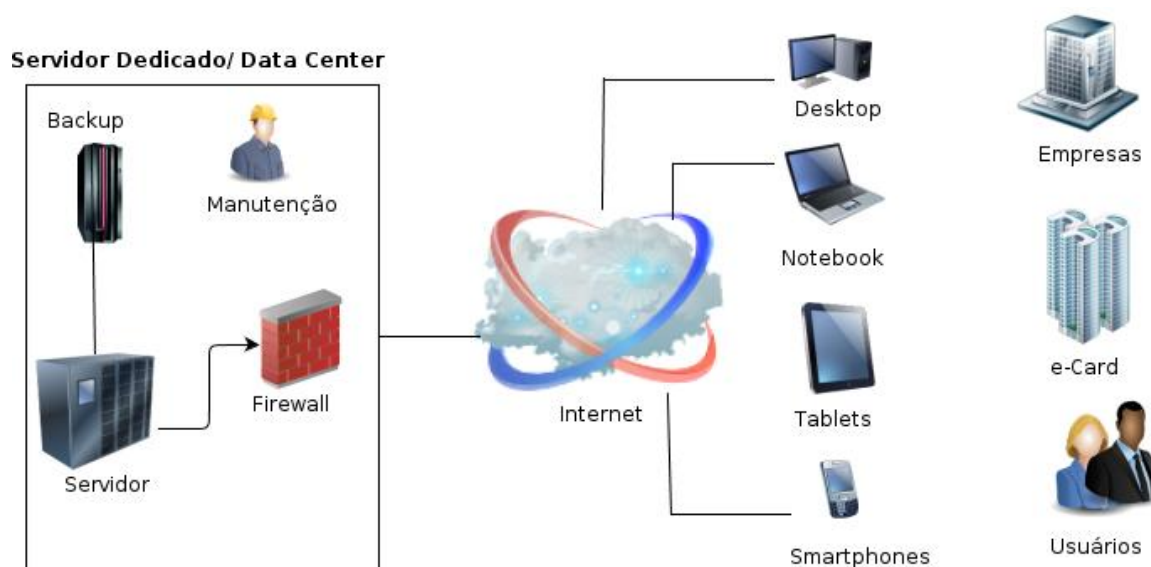 Servidor Dedicado/ Data Center
Backup
Manutenção
Firewall
Servidor
Internet
Desktop
Notebook
Tablets
Smartphones
Empresas
e-Card
Usuários